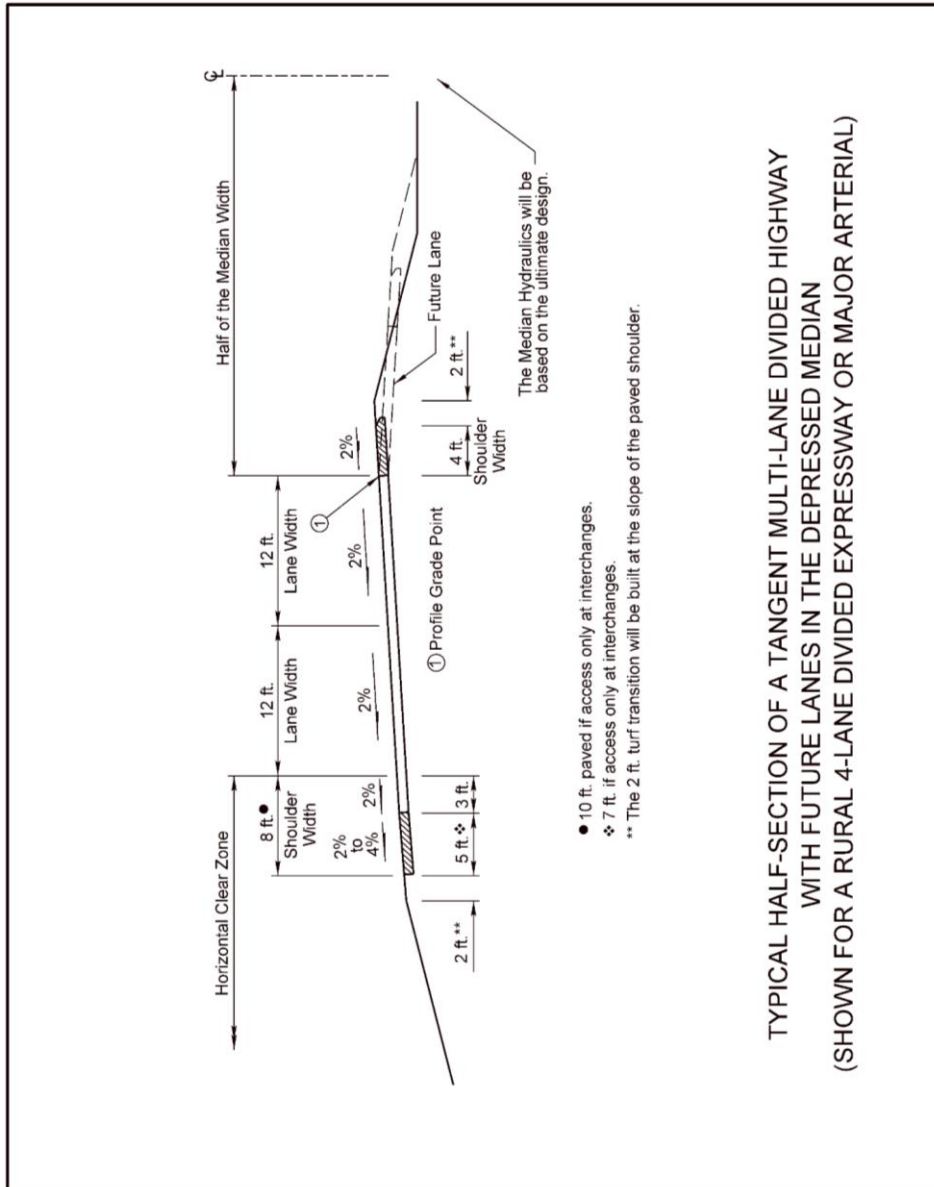 ℄
Half of the Median Width
Horizontal Clear Zone
8 ft.●
Shoulder
Width
12 ft.
Lane Width
12 ft.
Lane Width
2%
to
4%
2%
2%
2%
2%
①
Future Lane
2 ft.**
5 ft.❖
3 ft.
4 ft.
Shoulder
Width
2 ft.**
① Profile Grade Point
The Median Hydraulics will be
based on the ultimate design.
● 10 ft. paved if access only at interchanges.
❖ 7 ft. if access only at interchanges.
** The 2 ft. turf transition will be built at the slope of the paved shoulder.
TYPICAL HALF-SECTION OF A TANGENT MULTI-LANE DIVIDED HIGHWAY
WITH FUTURE LANES IN THE DEPRESSED MEDIAN
(SHOWN FOR A RURAL 4-LANE DIVIDED EXPRESSWAY OR MAJOR ARTERIAL)